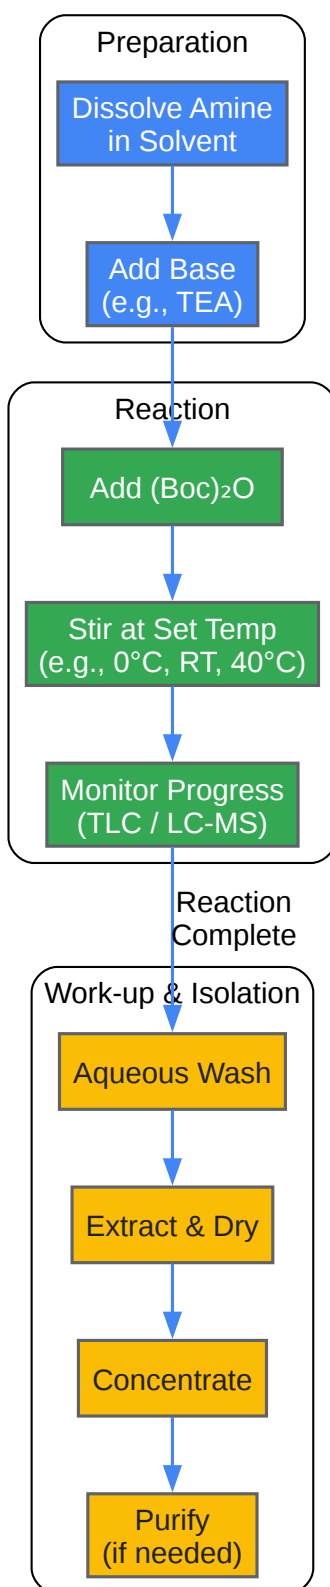 Preparation
Dissolve Amine
in Solvent
Add Base
(e.g., TEA)
Reaction
Add (Boc)₂O
Stir at Set Temp
(e.g., 0°C, RT, 40°C)
Monitor Progress
(TLC / LC-MS)
Reaction
Complete
Work-up & Isolation
Aqueous Wash
Extract & Dry
Concentrate
Purify
(if needed)